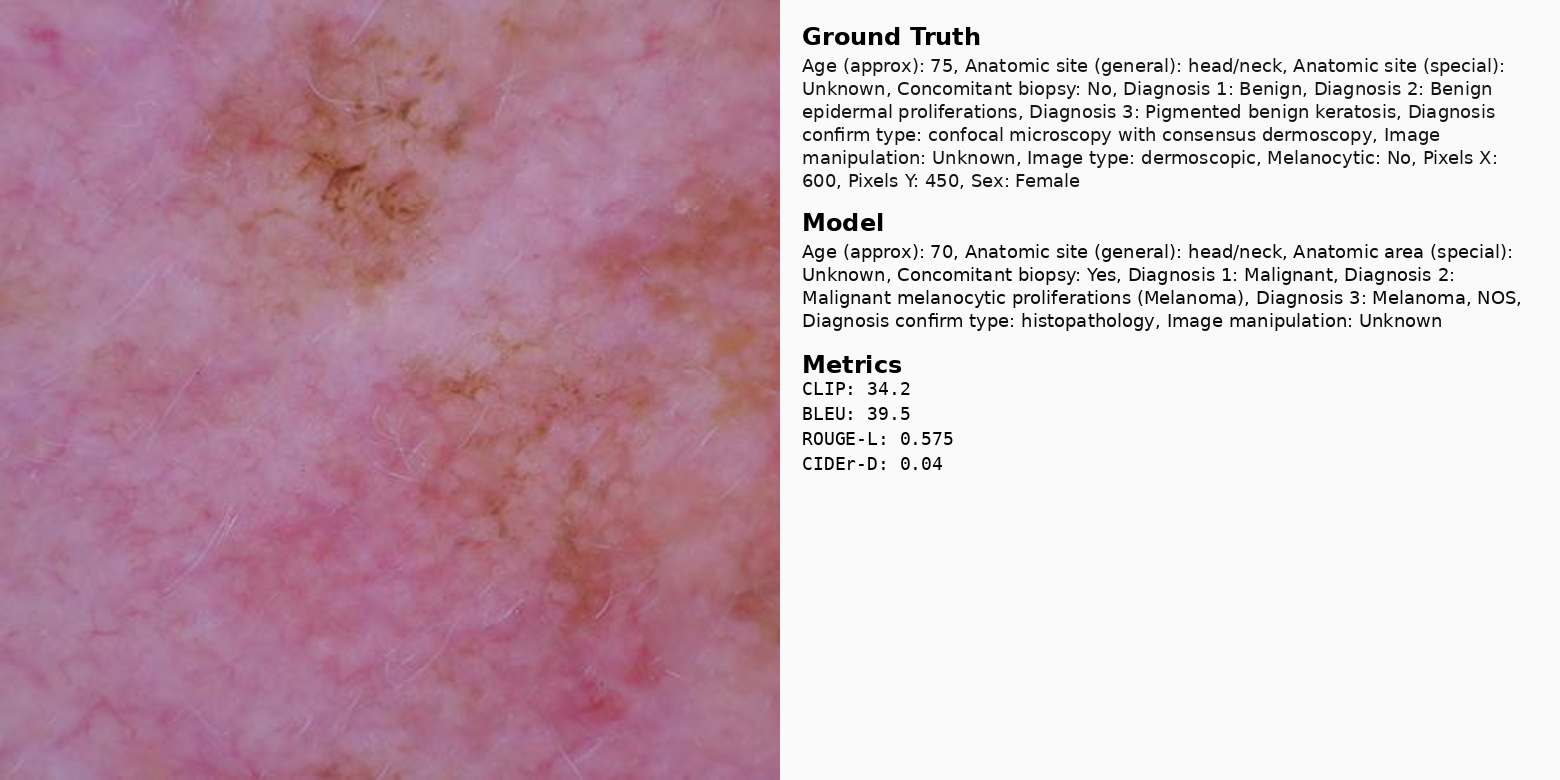 Ground Truth
Age (approx): 75, Anatomic site (general): head/neck, Anatomic site (special):
Unknown, Concomitant biopsy: No, Diagnosis 1: Benign, Diagnosis 2: Benign
epidermal proliferations, Diagnosis 3: Pigmented benign keratosis, Diagnosis
confirm type: confocal microscopy with consensus dermoscopy, Image
manipulation: Unknown, Image type: dermoscopic, Melanocytic: No, Pixels X:
600, Pixels Y: 450, Sex: Female
Model
Age (approx): 70, Anatomic site (general): head/neck, Anatomic area (special):
Unknown, Concomitant biopsy: Yes, Diagnosis 1: Malignant, Diagnosis 2:
Malignant melanocytic proliferations (Melanoma), Diagnosis 3: Melanoma, NOS,
Diagnosis confirm type: histopathology, Image manipulation: Unknown
Metrics
CLIP: 34.2
BLEU: 39.5
ROUGE-L: 0.575
CIDEr-D: 0.04